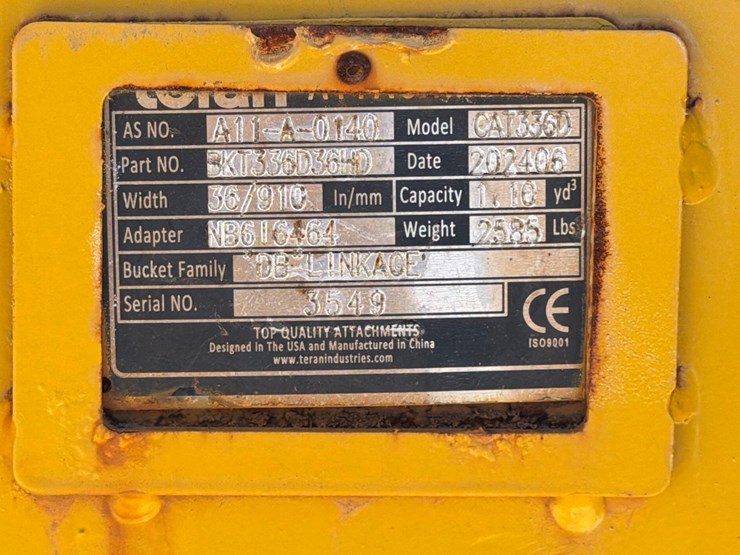 teran
AS NO. A11-A-0140 Model CAT336D
Part NO. BKT336D36HD Date 202406
Width 36/910 In/mm Capacity 1.10 yd³
Adapter NB616464 Weight 2585 Lbs
Bucket Family "DB"LINKAGE
Serial NO. 3549
CE
ISO9001
TOP QUALITY ATTACHMENTS
Designed in The USA and Manufactured in China
www.teranindustries.com